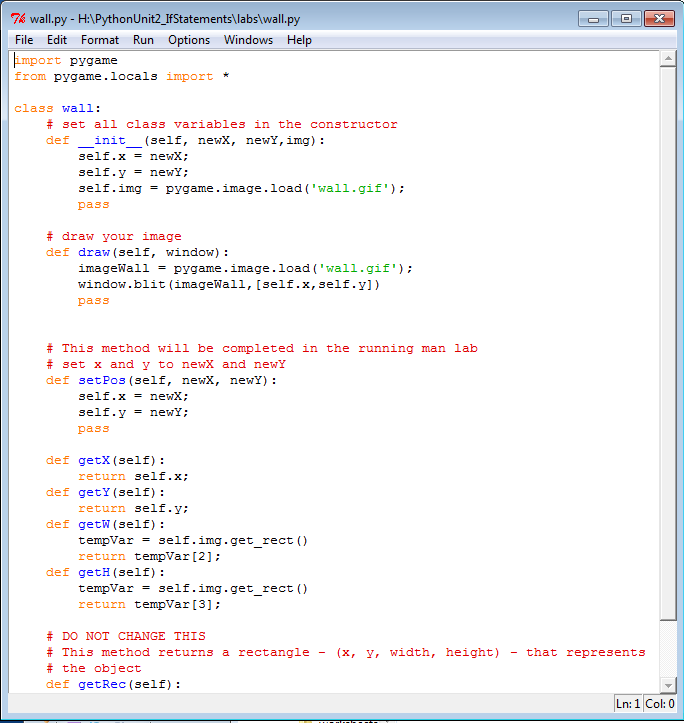 wall.py - H:\PythonUnit2_IfStatements\labs\wall.py
File Edit Format Run Options Windows Help
import pygame
from pygame.locals import *
class wall:
# set all class variables in the constructor
def __init__(self, newX, newY,img):
self.x = newX;
self.y = newY;
self.img = pygame.image.load('wall.gif');
pass
# draw your image
def draw(self, window):
imageWall = pygame.image.load('wall.gif');
window.blit(imageWall,[self.x,self.y])
pass
# This method will be completed in the running man lab
# set x and y to newX and newY
def setPos(self, newX, newY):
self.x = newX;
self.y = newY;
pass
def getX(self):
return self.x;
def getY(self):
return self.y;
def getW(self):
tempVar = self.img.get_rect()
return tempVar[2];
def getH(self):
tempVar = self.img.get_rect()
return tempVar[3];
# DO NOT CHANGE THIS
# This method returns a rectangle - (x, y, width, height) - that represents
# the object
def getRec(self):
Ln: 1 Col: 0